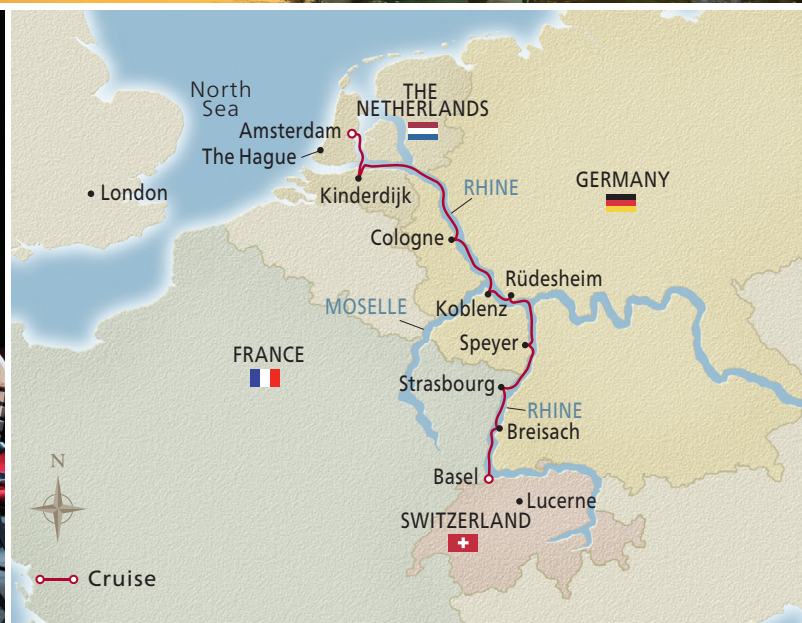 North
Sea
THE
NETHERLANDS
Amsterdam
The Hague
London
Kinderdijk
RHINE
GERMANY
Cologne
Rüdesheim
MOSELLE
Koblenz
Speyer
FRANCE
Strasbourg
RHINE
Breisach
N
Basel
Lucerne
SWITZERLAND
Cruise